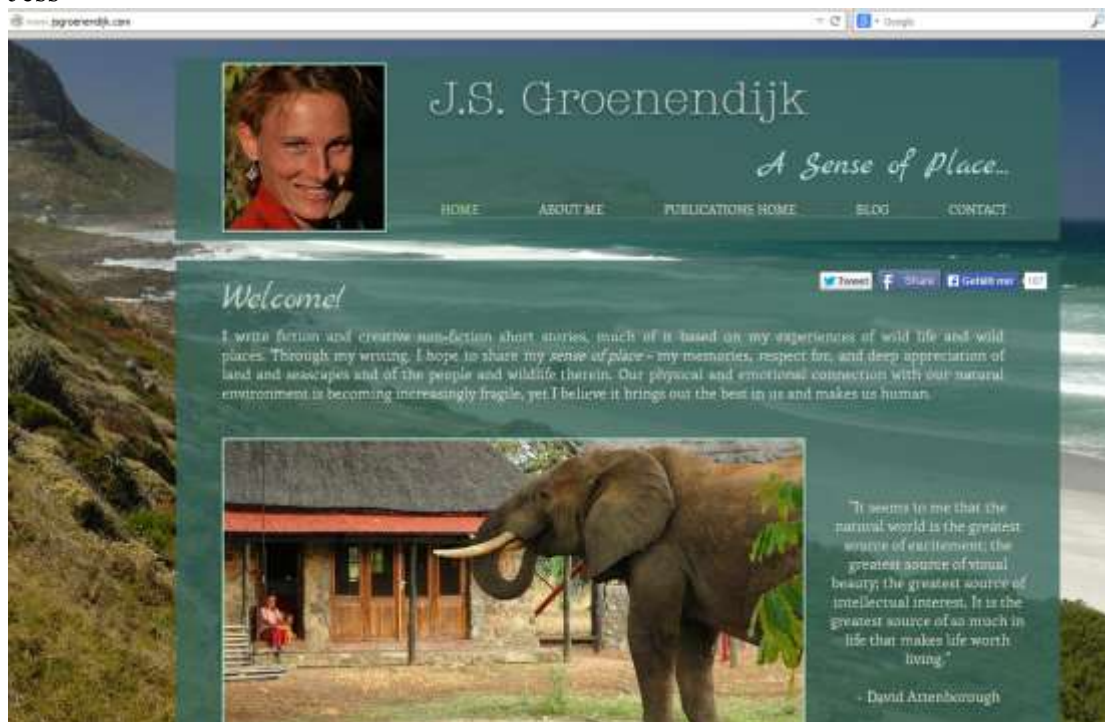 www.jsgroenendijk.com
Google
J.S. Groenendijk
A Sense of Place...
HOME ABOUT ME PUBLICATIONS HOME BLOG CONTACT
Tweet Share Gefällt mir 107
Welcome!
I write fiction and creative non-fiction short stories, much of it based on my experiences of wild life and wild
places. Through my writing, I hope to share my sense of place - my memories, respect for, and deep appreciation of
land and seascapes and of the people and wildlife therein. Our physical and emotional connection with our natural
environment is becoming increasingly fragile, yet I believe it brings out the best in us and makes us human.
"It seems to me that the
natural world is the greatest
source of excitement; the
greatest source of visual
beauty; the greatest source of
intellectual interest. It is the
greatest source of so much in
life that makes life worth
living."
- David Attenborough